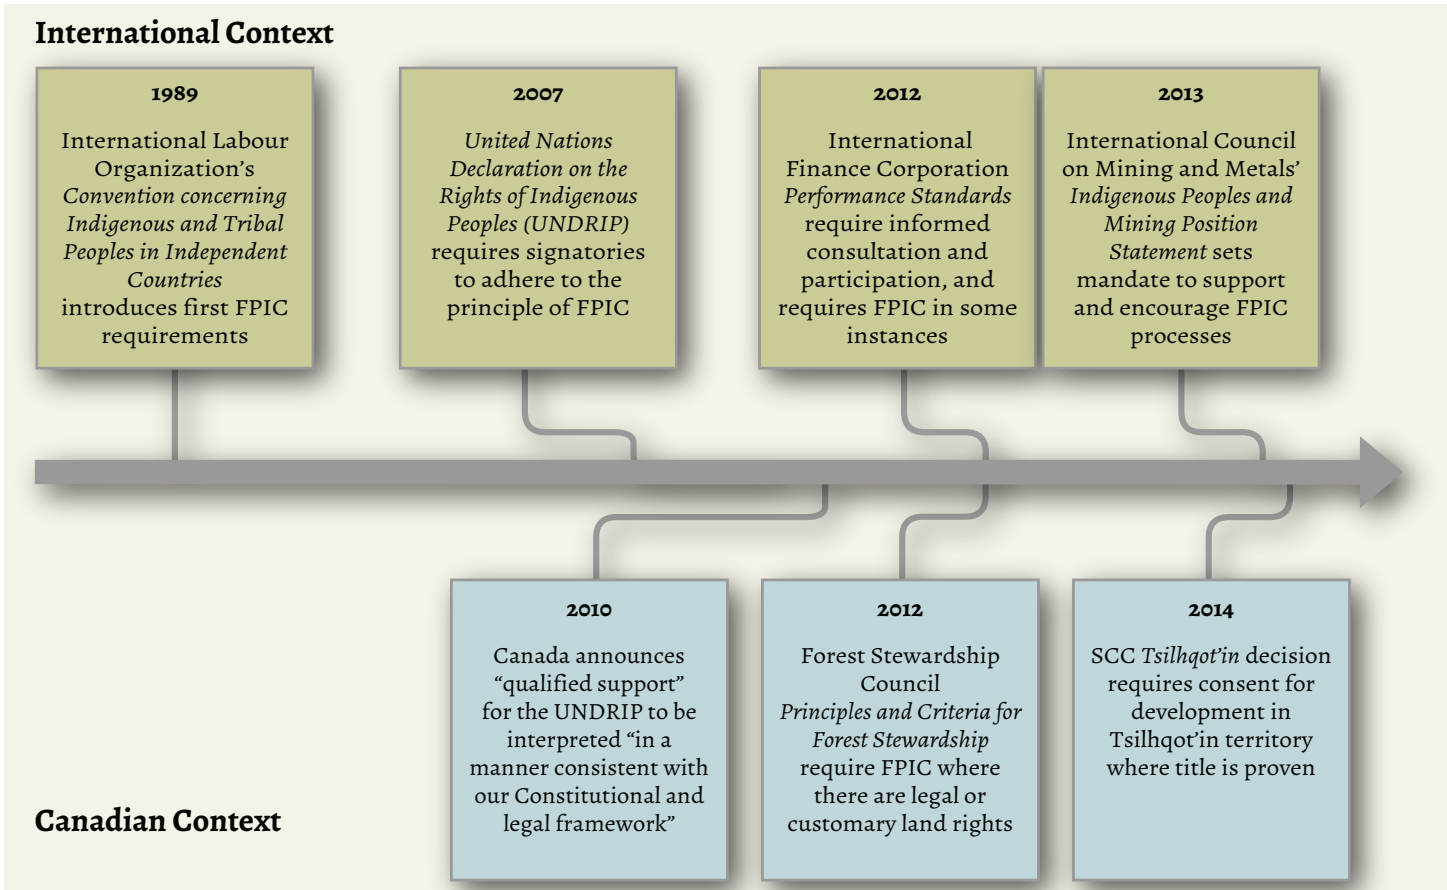 International Context
1989
International Labour
Organization’s
Convention concerning
Indigenous and Tribal
Peoples in Independent
Countries
introduces first FPIC
requirements
2007
United Nations
Declaration on the
Rights of Indigenous
Peoples (UNDRIP)
requires signatories
to adhere to the
principle of FPIC
2012
International
Finance Corporation
Performance Standards
require informed
consultation and
participation, and
requires FPIC in some
instances
2013
International Council
on Mining and Metals’
Indigenous Peoples and
Mining Position
Statement sets
mandate to support
and encourage FPIC
processes
2010
Canada announces
“qualified support”
for the UNDRIP to be
interpreted “in a
manner consistent with
our Constitutional and
legal framework”
2012
Forest Stewardship
Council
Principles and Criteria for
Forest Stewardship
require FPIC where
there are legal or
customary land rights
2014
SCC Tsilhqot’in decision
requires consent for
development in
Tsilhqot’in territory
where title is proven
Canadian Context